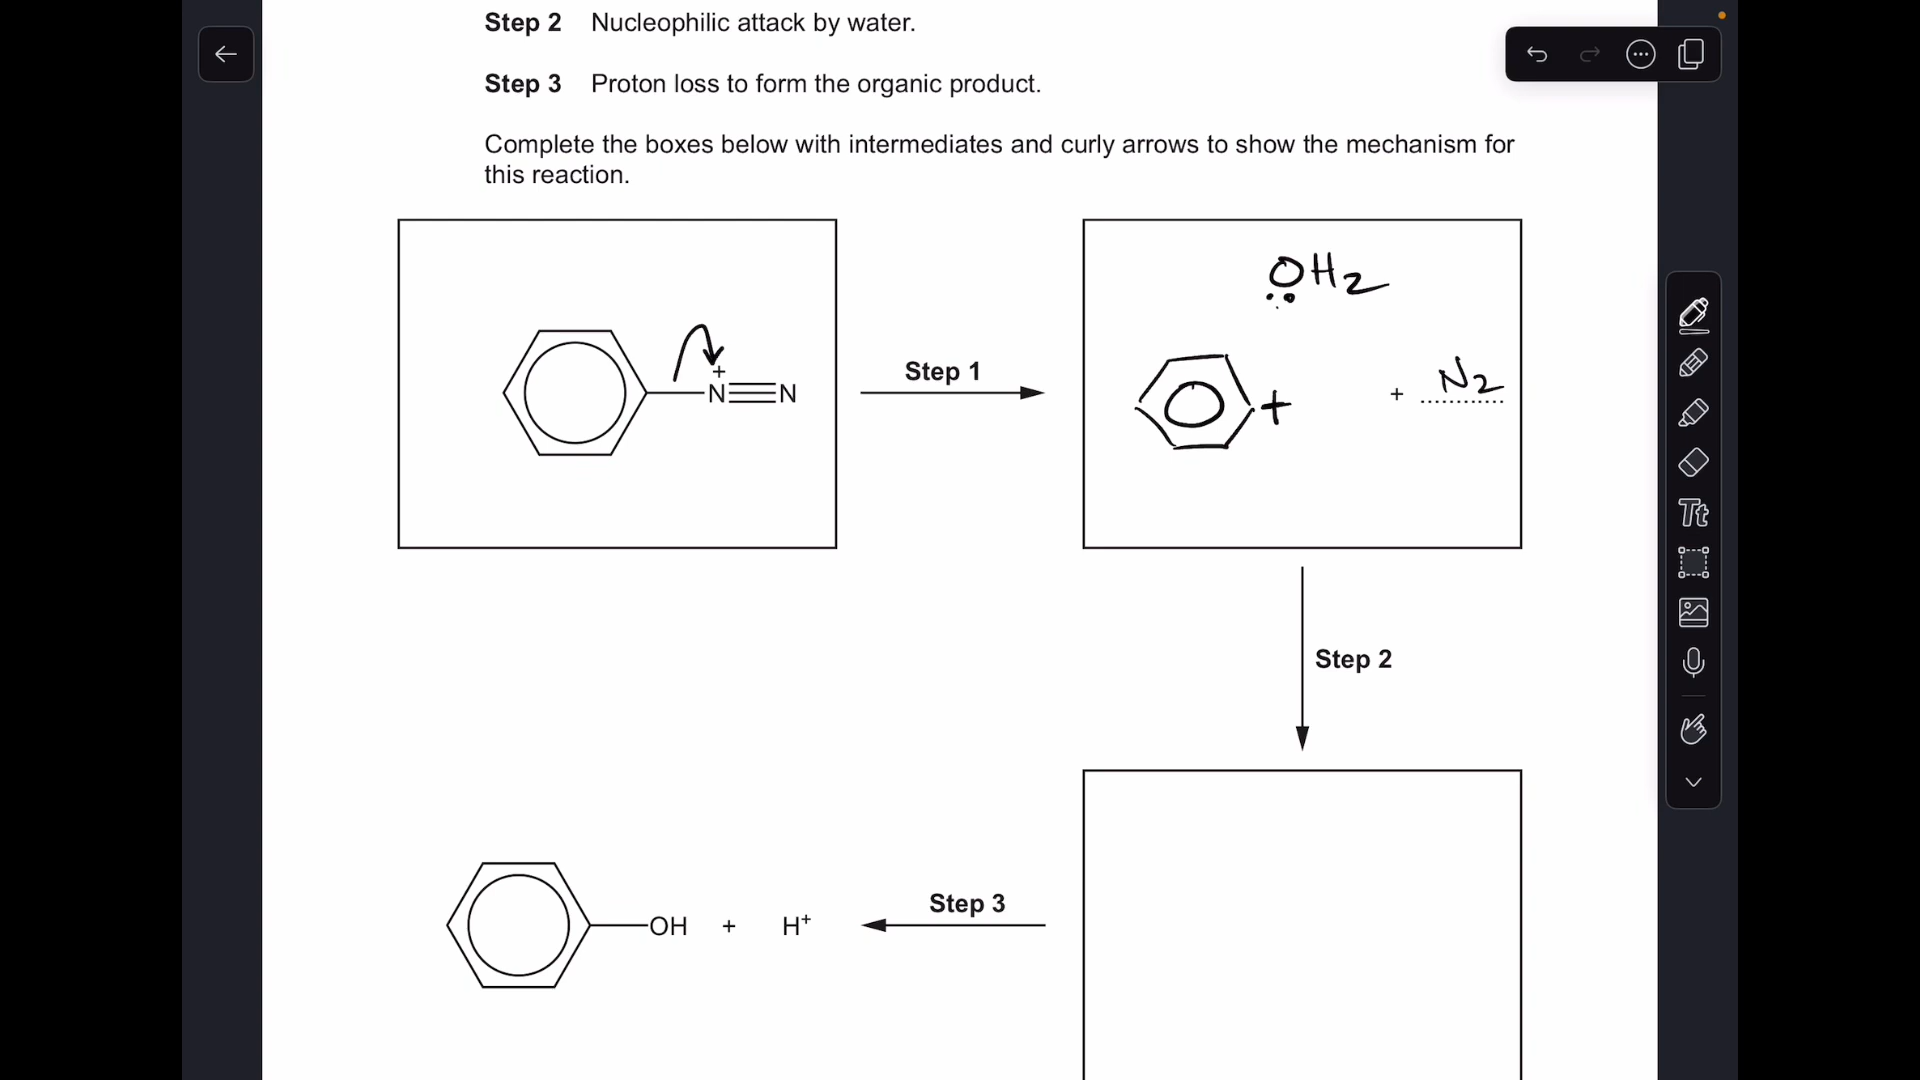 Step 2 Nucleophilic attack by water.
Step 3 Proton loss to form the organic product.
Complete the boxes below with intermediates and curly arrows to show the mechanism for
this reaction.
OH2
+
N≡N
Step 1
+
+ N2
Step 2
Step 3
OH + H⁺
Tt